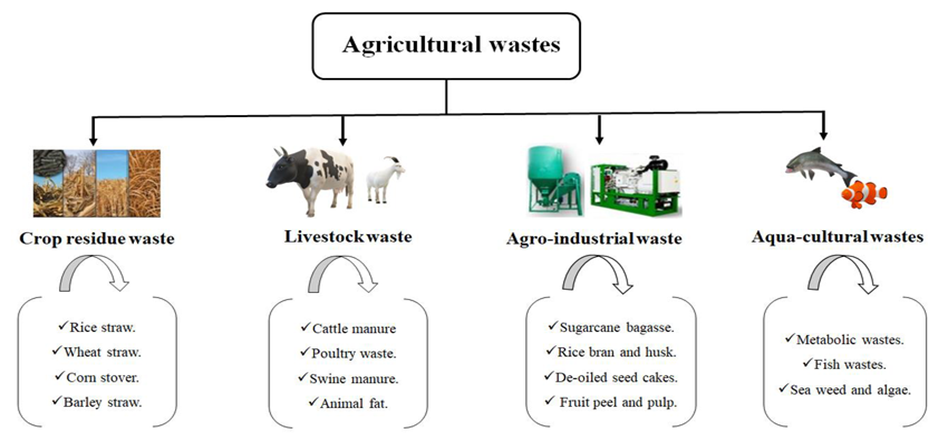 Agricultural wastes
Crop residue waste
Livestock waste
Agro-industrial waste
Aqua-cultural wastes
✓Rice straw.
✓Wheat straw.
✓Corn stover.
✓Barley straw.
✓Cattle manure
✓Poultry waste.
✓Swine manure.
✓Animal fat.
✓Sugarcane bagasse.
✓Rice bran and husk.
✓De-oiled seed cakes.
✓Fruit peel and pulp.
✓Metabolic wastes.
✓Fish wastes.
✓Sea weed and algae.